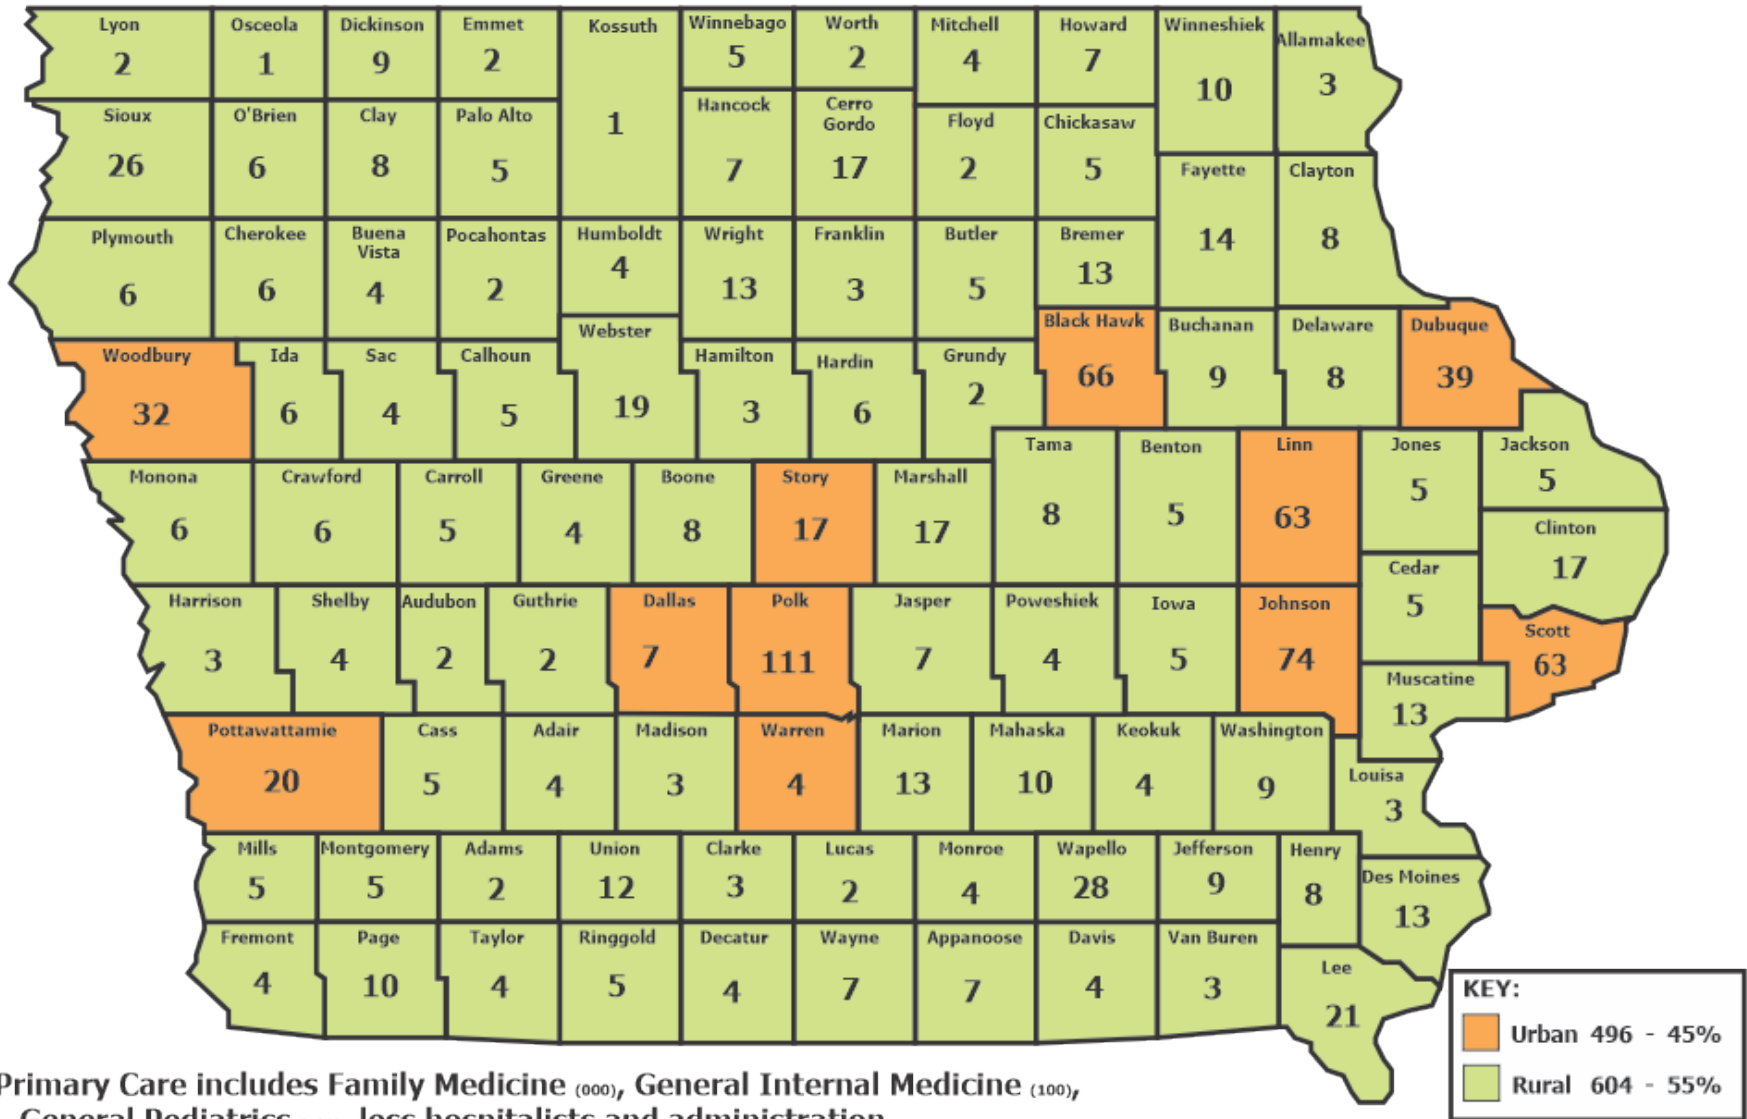 Lyon
2
Osceola
1
Dickinson
9
Emmet
2
Kossuth
1
Winnebago
5
Worth
2
Mitchell
4
Howard
7
Winneshiek
10
Allamakee
3
Sioux
26
O'Brien
6
Clay
8
Palo Alto
5
Hancock
7
Cerro
Gordo
17
Floyd
2
Chickasaw
5
Fayette
14
Clayton
8
Plymouth
6
Cherokee
6
Buena
Vista
4
Pocahontas
2
Humboldt
4
Wright
13
Franklin
3
Butler
5
Bremer
13
Woodbury
32
Ida
6
Sac
4
Calhoun
5
Webster
19
Hamilton
3
Hardin
6
Grundy
2
Black Hawk
66
Buchanan
9
Delaware
8
Dubuque
39
Monona
6
Crawford
6
Carroll
5
Greene
4
Boone
8
Story
17
Marshall
17
Tama
8
Benton
5
Linn
63
Jones
5
Jackson
5
Clinton
17
Cedar
5
Harrison
3
Shelby
4
Audubon
2
Guthrie
2
Dallas
7
Polk
111
Jasper
7
Poweshiek
4
Iowa
5
Johnson
74
Scott
63
Muscatine
13
Pottawattamie
20
Cass
5
Adair
4
Madison
3
Warren
4
Marion
13
Mahaska
10
Keokuk
4
Washington
9
Louisa
3
Mills
5
Montgomery
5
Adams
2
Union
12
Clarke
3
Lucas
2
Monroe
4
Wapello
28
Jefferson
9
Henry
8
Des Moines
13
Fremont
4
Page
10
Taylor
4
Ringgold
5
Decatur
4
Wayne
7
Appanoose
7
Davis
4
Van Buren
3
Lee
21
KEY:
Urban 496 - 45%
Rural 604 - 55%
Primary Care includes Family Medicine (000), General Internal Medicine (100),
General Pediatrics less hospitalists and administration